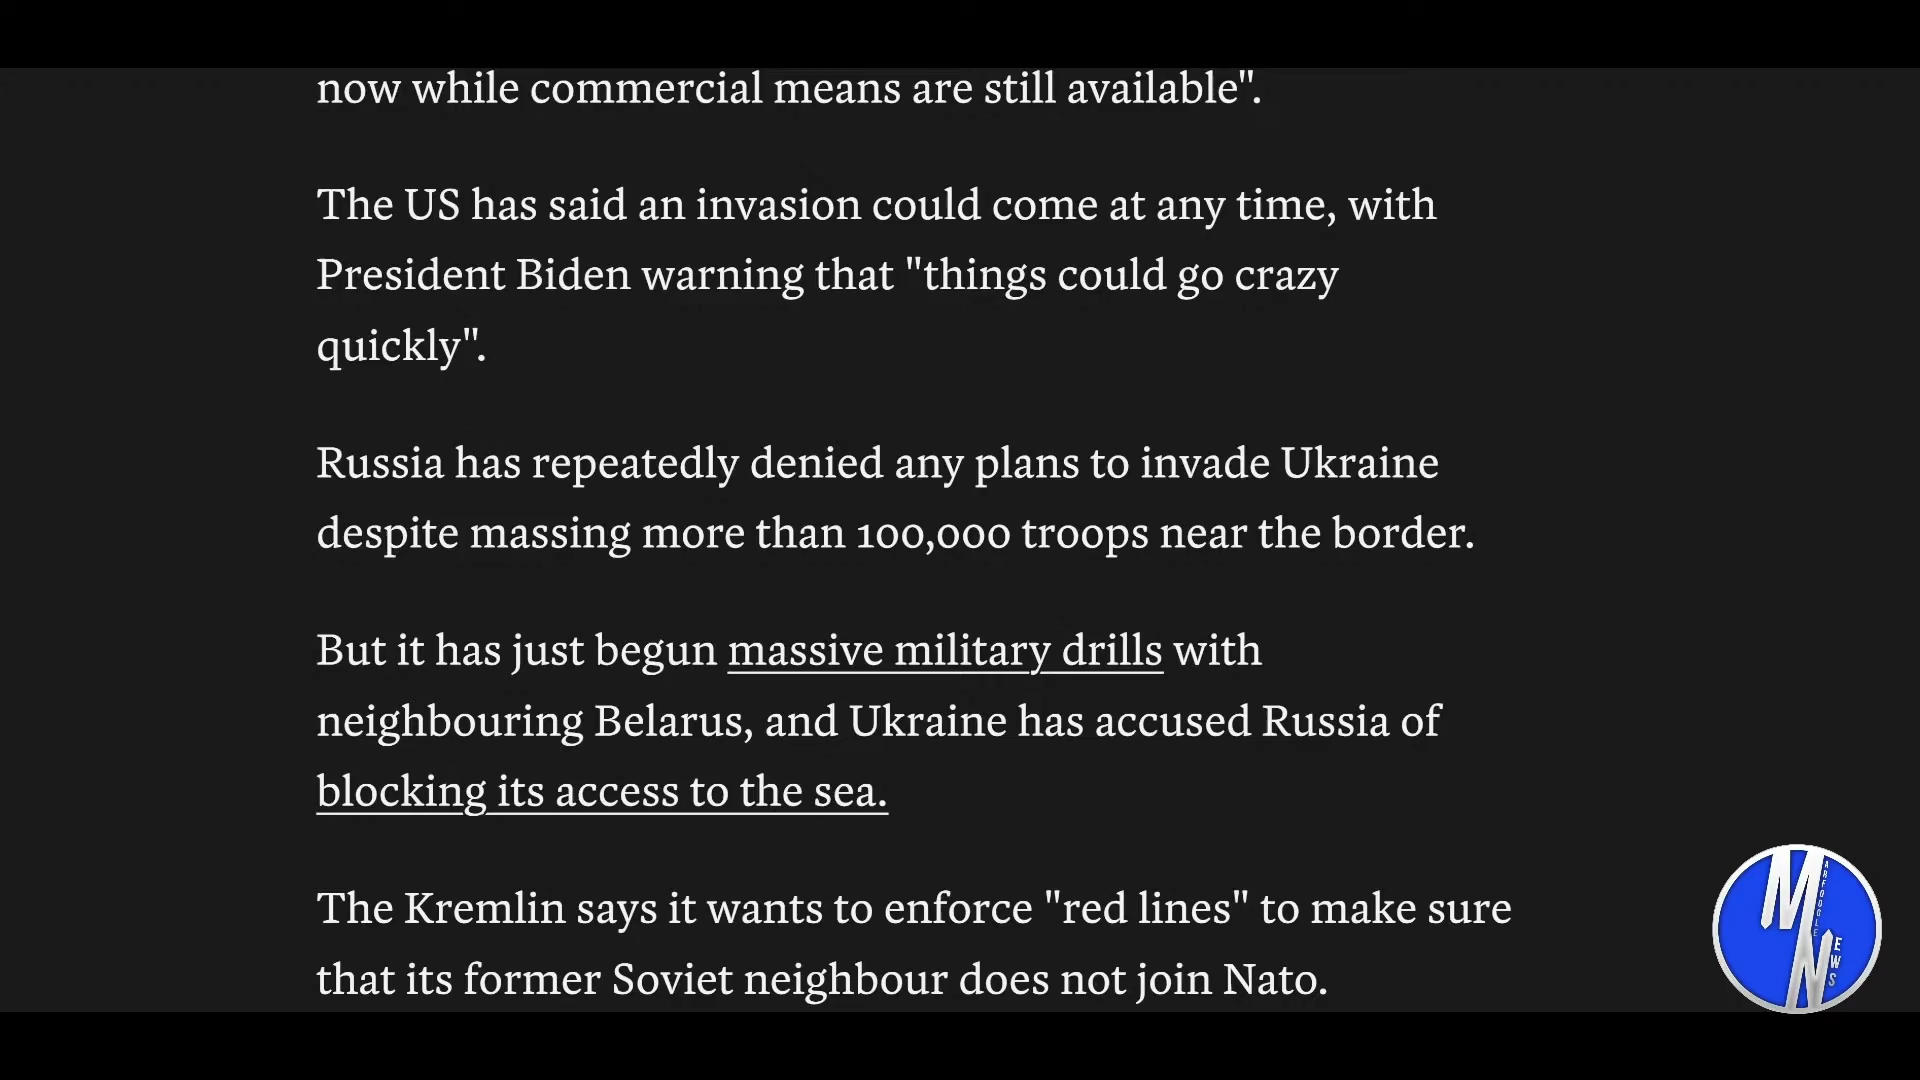 now while commercial means are still available".
The US has said an invasion could come at any time, with
President Biden warning that "things could go crazy
quickly".
Russia has repeatedly denied any plans to invade Ukraine
despite massing more than 100,000 troops near the border.
But it has just begun massive military drills with
neighbouring Belarus, and Ukraine has accused Russia of
blocking its access to the sea.
The Kremlin says it wants to enforce "red lines" to make sure
that its former Soviet neighbour does not join Nato.
MARFOOGLE
NEWS